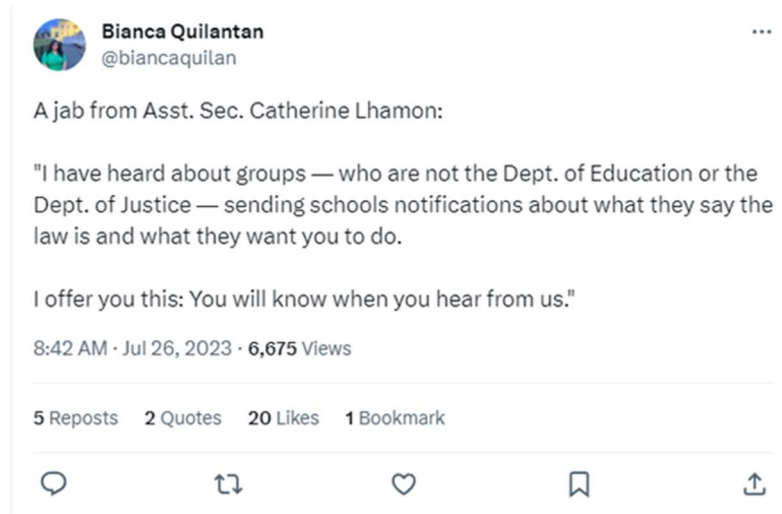 Bianca Quilantan
@biancaquilan
A jab from Asst. Sec. Catherine Lhamon:
"I have heard about groups — who are not the Dept. of Education or the
Dept. of Justice — sending schools notifications about what they say the
law is and what they want you to do.
I offer you this: You will know when you hear from us."
8:42 AM · Jul 26, 2023 · 6,675 Views
5 Reposts 2 Quotes 20 Likes 1 Bookmark